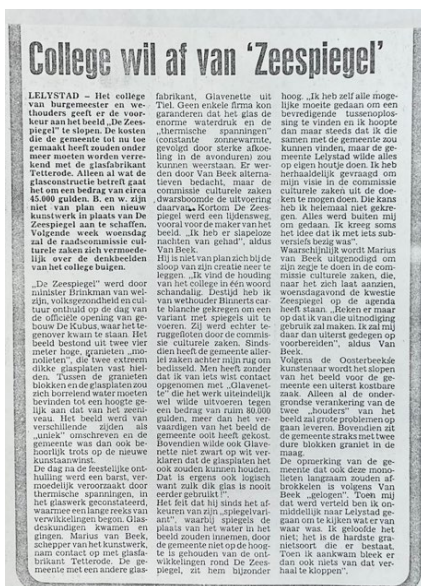 College wil af van 'Zeespiegel'
LELYSTAD – Het college
van burgemeester en we-
thouders geeft er de voor-
keur aan het beeld „De Zees-
piegel" te slopen. De kosten
die de gemeente tot nu toe
gemaakt heeft zouden onder
meer moeten worden verre-
kend met de glasfabrikant
Tetterode. Alleen al wat de
glasconstructie betreft gaat
het om een bedrag van circa
45.000 gulden. B. en w. zijn
niet van plan een nieuw
kunstwerk in plaats van De
Zeespiegel aan te schaffen.
Volgende week woensdag
zal de raadscommissie cul-
turele zaken zich vermoede-
lijk over de denkbeelden
van het college buigen.
„De Zeespiegel" werd door
minister Brinkman van wel-
zijn, volksgezondheid en cul-
tuur onthuld op de dag van
de officiële opening van ge-
bouw De Kubus, waar het te-
genover kwam te staan. Het
beeld bestond uit twee vier
meter hoge, granieten „mo-
nolieten", die twee extreem
dikke glasplaten vast hiel-
den. Tussen de granieten
blokken en de glasplaten zou
zich borrelend water moeten
bevinden tot een hoogte ge-
lijk aan dat van het zeeni-
veau. Het beeld werd van
verschillende zijden als
„uniek" omschreven en de
gemeente was dan ook be-
hoorlijk trots op de nieuwe
kunstaanwinst.
De dag na de feestelijke ont-
hulling werd een barst, ver-
moedelijk veroorzaakt door
thermische spanningen, in
het glaswerk geconstateerd,
waarmee een lange reeks van
verwikkelingen begon. Glas-
deskundigen kwamen en
gingen. Marius van Beek,
schepper van het kunstwerk,
nam contact op met glasfa-
brikant Tetterode. De ge-
meente met een andere glas-
fabrikant, Glavenette uit
Tiel. Geen enkele firma kon
garanderen dat het glas de
enorme waterdruk en de
„thermische spanningen"
(constante zonnewarmte,
gevolgd door sterke afkoe-
ling in de avonduren) zou
kunnen weerstaan. Er wer-
den door Van Beek alterna-
tieven bedacht, maar de
commissie culturele zaken
dwarsboomde de uitvoering
daarvan. Kortom De Zees-
piegel werd een lijdensweg,
vooral voor de maker van het
beeld. „Ik heb er slapeloze
nachten van gehad", aldus
Van Beek.
Hij is niet van plan zich bij de
sloop van zijn creatie neer te
leggen. „Ik vind de houding
van het college in één woord
schandalig. Destijd heb ik
van wethouder Binnerts car-
te blanche gekregen om een
variant met spiegels uit te
voeren. Zij werd echter te-
ruggefloten door de commis-
sie culturele zaken. Sinds-
dien heeft de gemeente aller-
lei zaken achter mijn rug om
bedisseld. Men heeft zonder
dat ik van iets wist contact
opgenomen met „Glavenet-
te" die het werk uiteindelijk
wel wilde uitvoeren tegen
een bedrag van ruim 80.000
gulden, meer dan het ver-
vaardigen van het beeld de
gemeente ooit heeft gekost.
Bovendien wilde ook Glave-
nette niet zwart op wit ver-
klaren dat de glasplaten het
ook zouden kunnen houden.
Dat is ergens ook logisch
want zulk dik glas is nooit
eerder gebruikt !".
Het feit dat hij sinds het af-
keuren van zijn „spiegelvari-
ant", waarbij spiegels de
plaats van het water in het
beeld zouden innemen, door
de gemeente niet op de hoog-
te is gehouden van de ont-
wikkelingen rond De Zees-
piegel, zit hem bijzonder
hoog. „Ik heb zelf alle moge-
lijke moeite gedaan om een
bevredigende tussenoplos-
sing te vinden en ik hoopte
dan maar steeds dat ik die
samen met de gemeente zou
kunnen vinden, maar de ge-
meente Lelystad wilde alles
op eigen houtje doen. Ik heb
herhaaldelijk gevraagd om
mijn visie in de commissie
culturele zaken uit de doe-
ken te mogen doen. Die kans
heb ik helemaal niet gekre-
gen. Alles werd buiten mij
om gedaan. Ik kreeg soms
het idee dat ik met iets sub-
versiefs bezig was".
Waarschijnlijk wordt Marius
van Beek uitgenodigd om
zijn zegje te doen in de com-
missie culturele zaken, die,
naar het zich laat aanzien,
woensdagavond de kwestie
Zeespiegel op de agenda
heeft staan. „Reken er maar
op dat ik van die uitnodiging
gebruik zal maken. Ik zal mij
daar dan uiterst gedegen op
voorbereiden", aldus Van
Beek.
Volgens de Oosterbeekse
kunstenaar wordt het slopen
van het beeld voor de ge-
meente een uiterst kostbare
zaak. Alleen al de onder-
grondse verankering van de
twee „houders" van het
beeld zal grote problemen op
gaan leveren. Bovendien zit
de gemeente straks met twee
dure blokken graniet in de
maag.
De opmerking van de ge-
meente dat ook deze mono-
lieten langzaam zouden af-
brokkelen is volgens Van
Beek „gelogen". Toen mij
dat werd verteld ben ik on-
middellijk naar Lelystad ge-
gaan om te kijken wat er van
waar was. Ik geloofde het
niet; het is de hardste gra-
nietsoort die er bestaat.
Toen ik aankwam bleek er
dan ook niets van dat ver-
haal te kloppen".